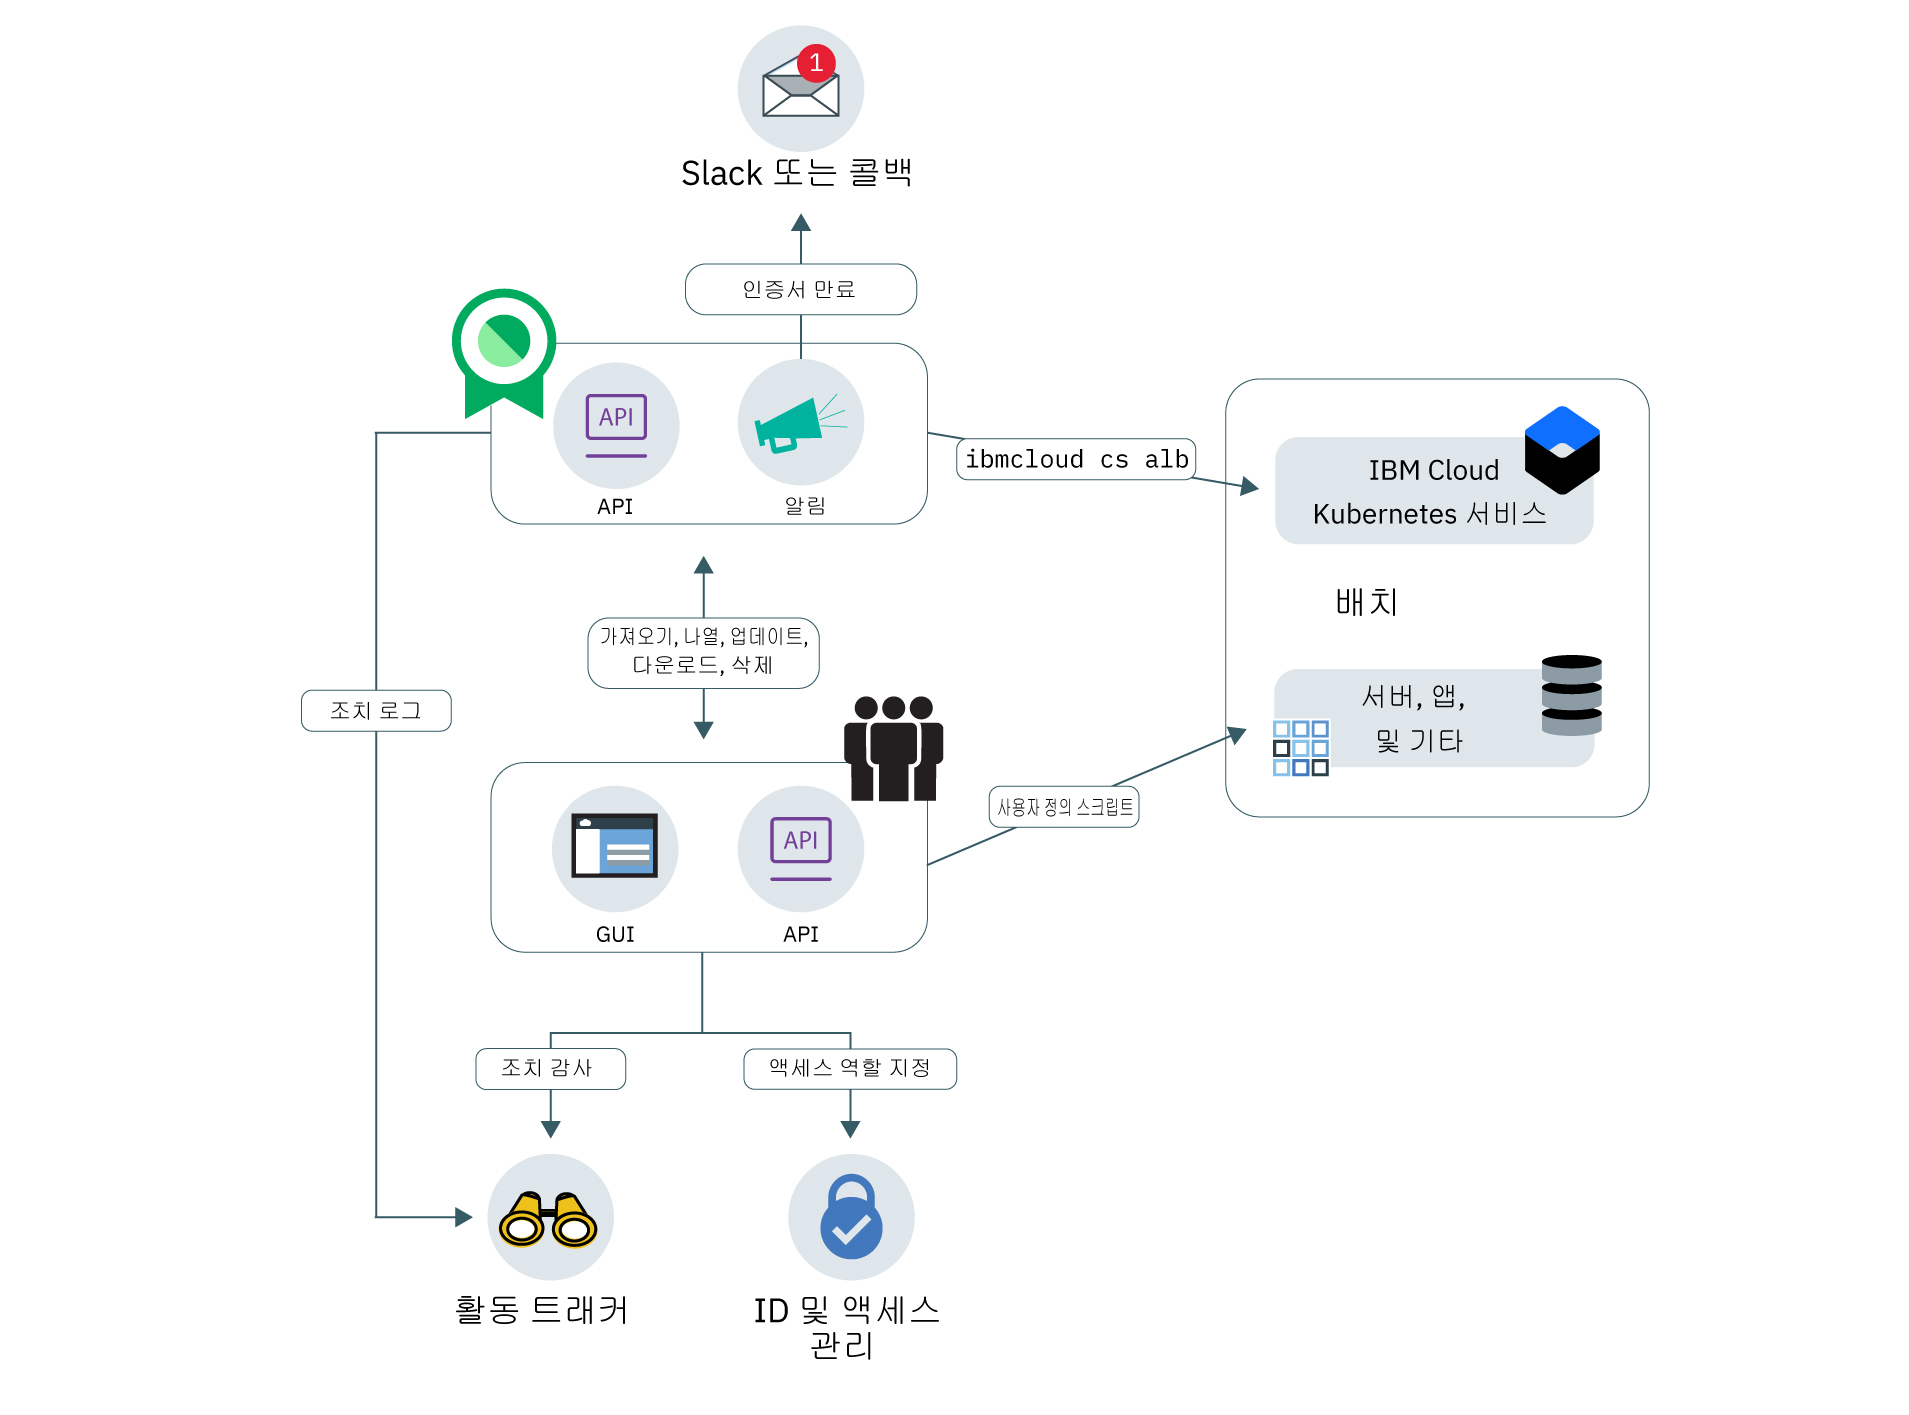 1
Slack 또는 콜백
인증서 만료
API
API
알림
ibmcloud cs alb
IBM Cloud
Kubernetes 서비스
배치
서버, 앱,
및 기타
가져오기, 나열, 업데이트,
다운로드, 삭제
조치 로그
사용자 정의 스크립트
API
GUI
API
조치 감사
액세스 역할 지정
활동 트래커
ID 및 액세스
관리